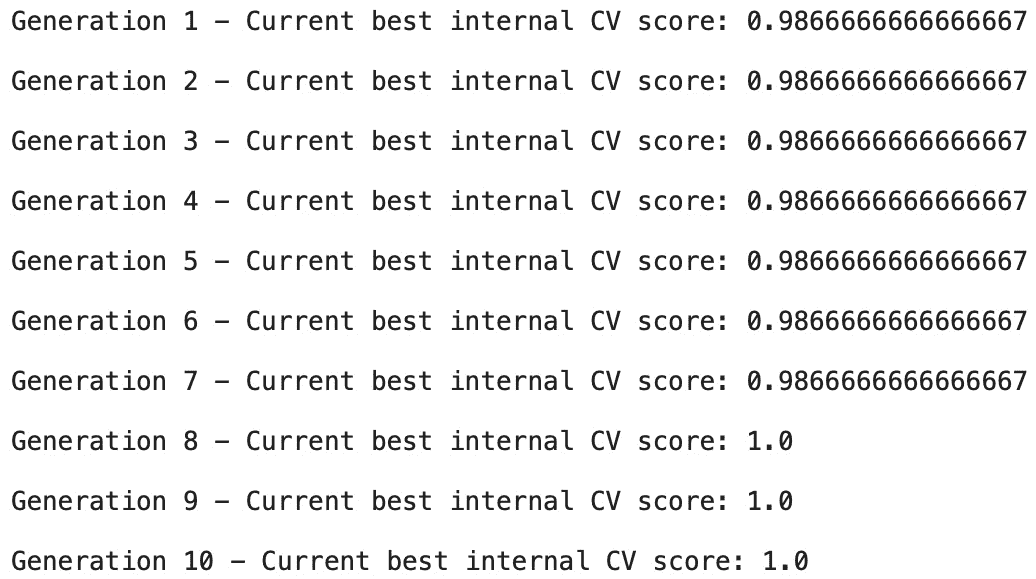 Generation 1 – Current best internal CV score: 0.9866666666666667
Generation 2 – Current best internal CV score: 0.9866666666666667
Generation 3 – Current best internal CV score: 0.9866666666666667
Generation 4 – Current best internal CV score: 0.9866666666666667
Generation 5 – Current best internal CV score: 0.9866666666666667
Generation 6 – Current best internal CV score: 0.9866666666666667
Generation 7 – Current best internal CV score: 0.9866666666666667
Generation 8 – Current best internal CV score: 1.0
Generation 9 – Current best internal CV score: 1.0
Generation 10 – Current best internal CV score: 1.0